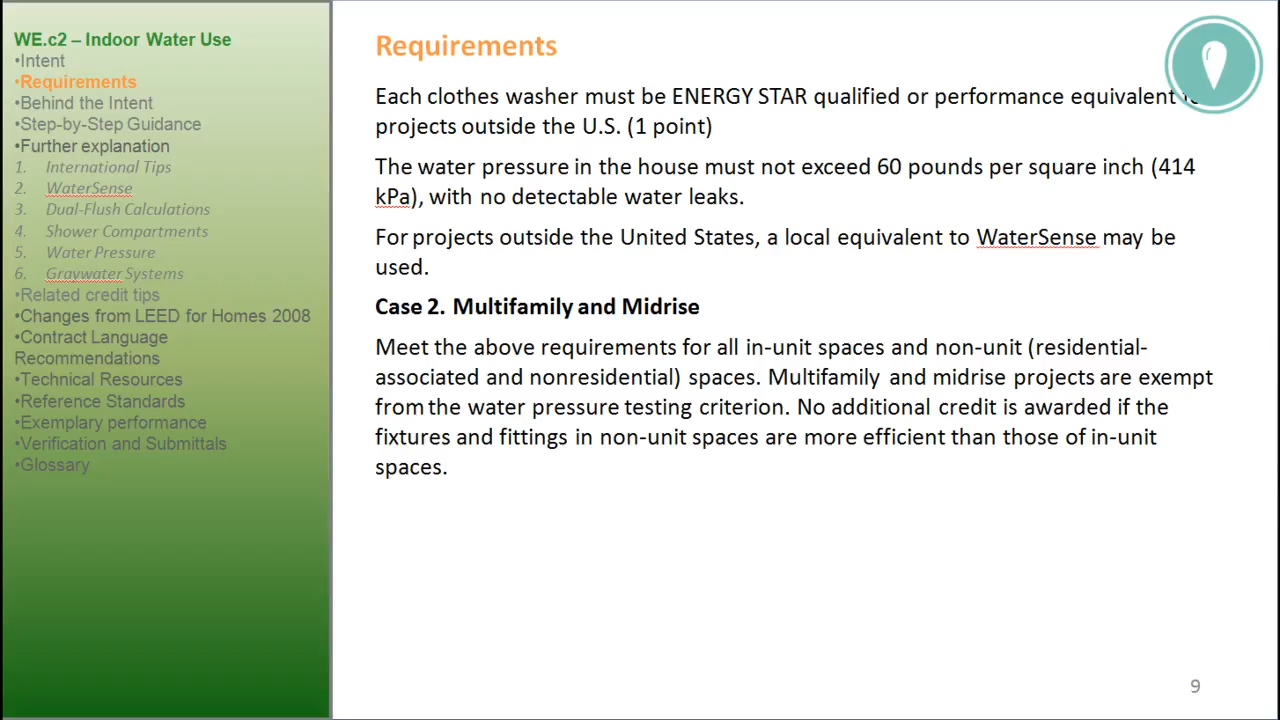 WE.c2 – Indoor Water Use
•Intent
•Requirements
•Behind the Intent
•Step-by-Step Guidance
•Further explanation
1. International Tips
2. WaterSense
3. Dual-Flush Calculations
4. Shower Compartments
5. Water Pressure
6. Graywater Systems
•Related credit tips
•Changes from LEED for Homes 2008
•Contract Language
Recommendations
•Technical Resources
•Reference Standards
•Exemplary performance
•Verification and Submittals
•Glossary
Requirements
Each clothes washer must be ENERGY STAR qualified or performance equivalent
projects outside the U.S. (1 point)
The water pressure in the house must not exceed 60 pounds per square inch (414
kPa), with no detectable water leaks.
For projects outside the United States, a local equivalent to WaterSense may be
used.
Case 2. Multifamily and Midrise
Meet the above requirements for all in-unit spaces and non-unit (residential-
associated and nonresidential) spaces. Multifamily and midrise projects are exempt
from the water pressure testing criterion. No additional credit is awarded if the
fixtures and fittings in non-unit spaces are more efficient than those of in-unit
spaces.
9